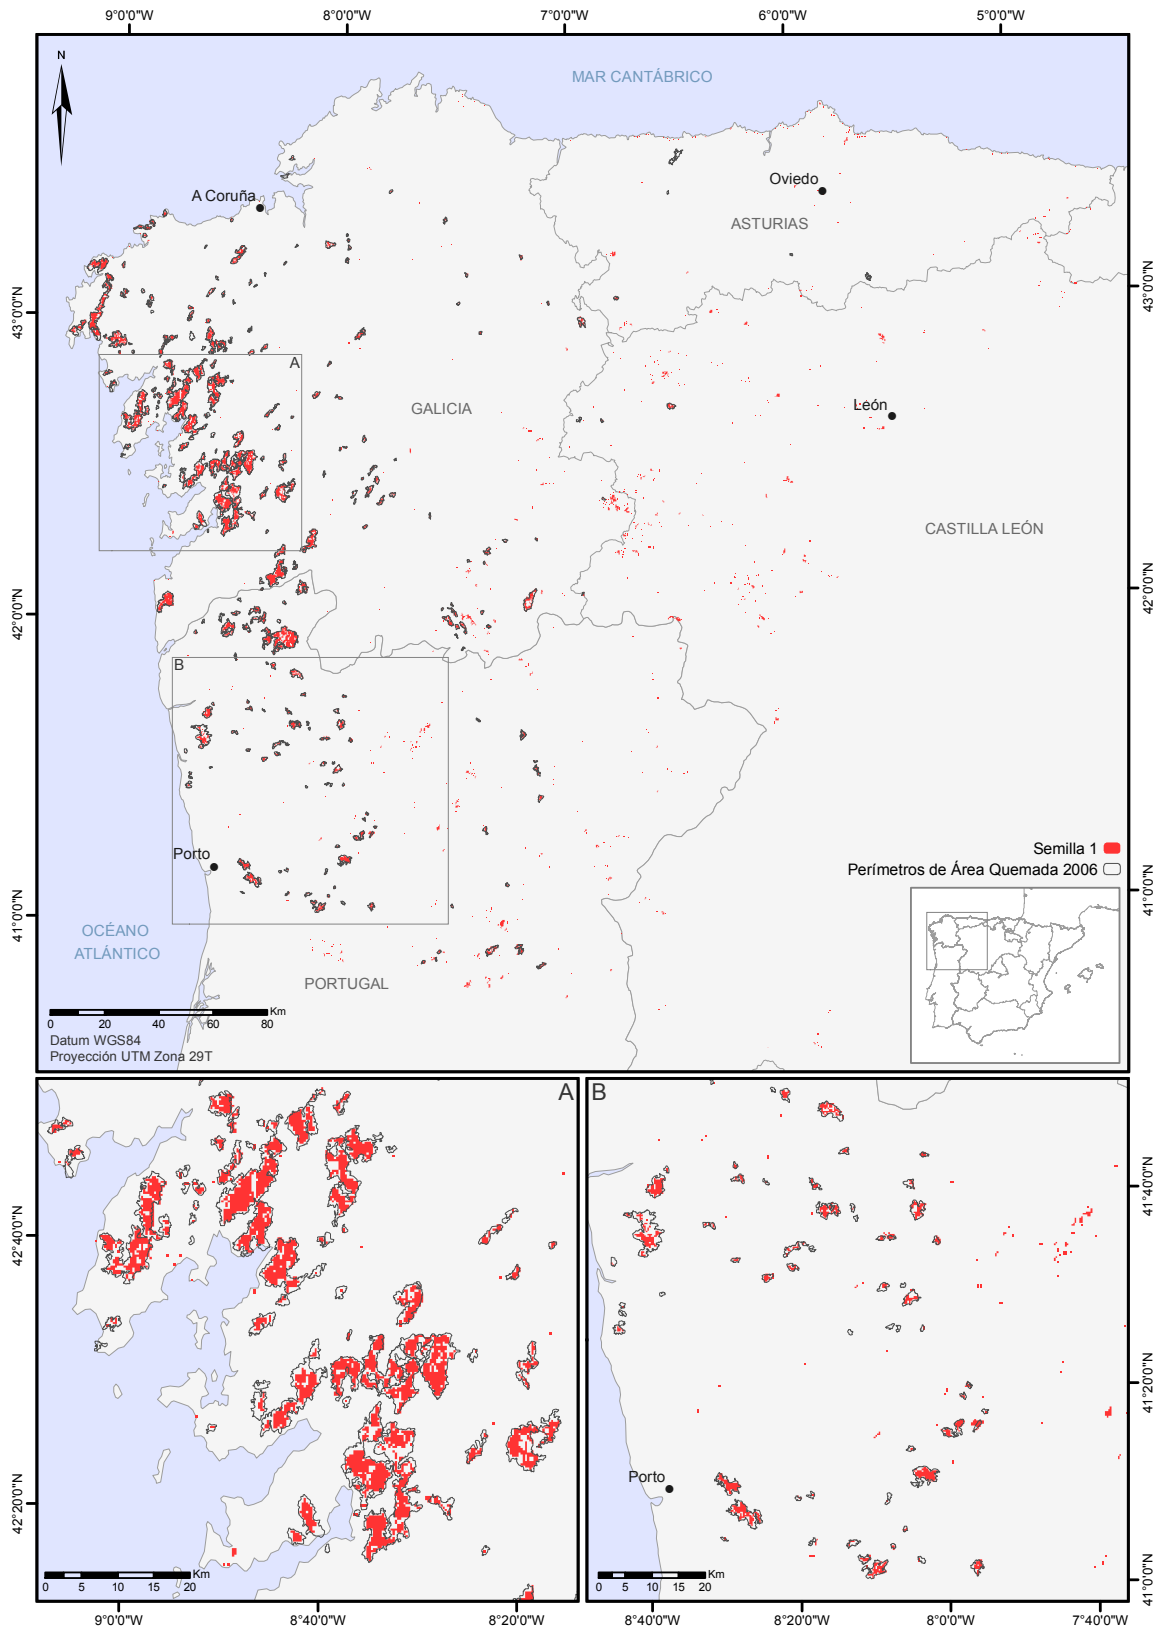 9°0'0"W 8°0'0"W 7°0'0"W 6°0'0"W 5°0'0"W
N
MAR CANTÁBRICO
A Coruña
Oviedo
ASTURIAS
43°0'0"N
43°0'0"N
A
GALICIA
León
CASTILLA LEÓN
42°0'0"N
42°0'0"N
B
Porto
Semilla 1
Perímetros de Área Quemada 2006
41°0'0"N
41°0'0"N
OCÉANO
ATLÁNTICO
PORTUGAL
Km
0 20 40 60 80
Datum WGS84
Proyección UTM Zona 29T
A
42°40'0"N
42°20'0"N
Km
0 5 10 15 20
9°0'0"W 8°40'0"W 8°20'0"W
B
41°40'0"N
41°20'0"N
Porto
41°0'0"N
Km
0 5 10 15 20
8°40'0"W 8°20'0"W 8°0'0"W 7°40'0"W